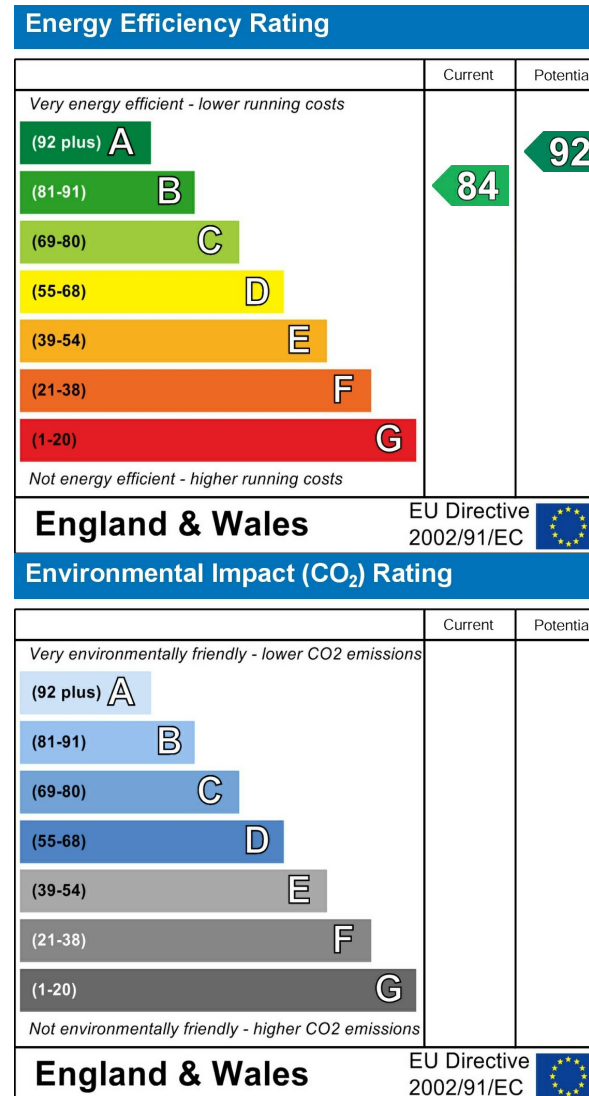 Energy Efficiency Rating
Current Potentia
Very energy efficient - lower running costs
(92 plus) A
92
(81-91) B
84
(69-80) C
(55-68) D
(39-54) E
(21-38) F
(1-20) G
Not energy efficient - higher running costs
England & Wales
EU Directive
2002/91/EC
Environmental Impact (CO₂) Rating
Current Potentia
Very environmentally friendly - lower CO2 emissions
(92 plus) A
(81-91) B
(69-80) C
(55-68) D
(39-54) E
(21-38) F
(1-20) G
Not environmentally friendly - higher CO2 emissions
England & Wales
EU Directive
2002/91/EC